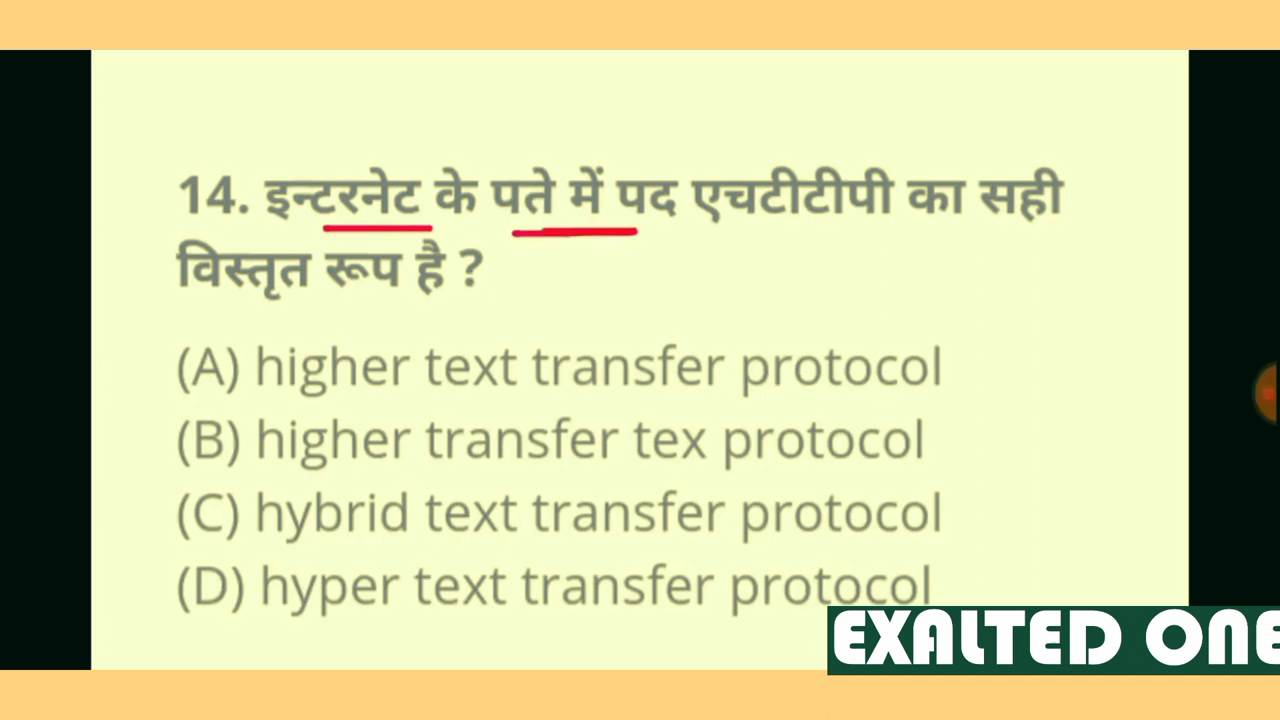 14. इन्टरनेट के पते में पद एचटीटीपी का सही
विस्तृत रूप है ?
(A) higher text transfer protocol
(B) higher transfer tex protocol
(C) hybrid text transfer protocol
(D) hyper text transfer protocol
EXALTED ONE